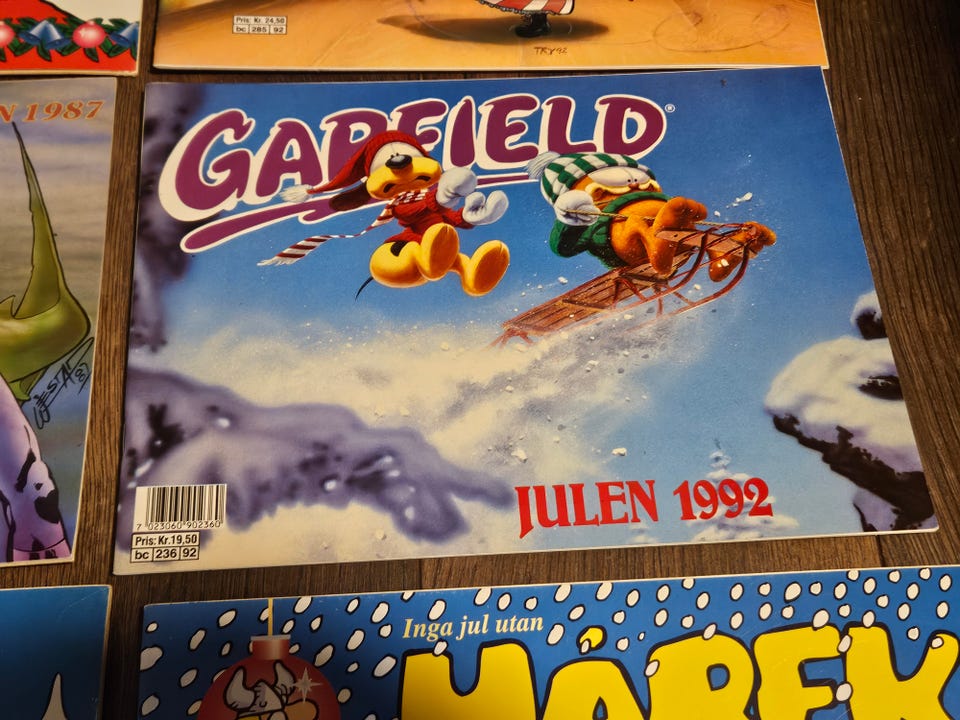 Pris: Kr. 24,50
bc 285 92
TRY92
N 1987
GARFIELD®
JULEN 1992
7 023060 902360
Pris: Kr.19,50
bc 236 92
Inga jul utan
HÅREK